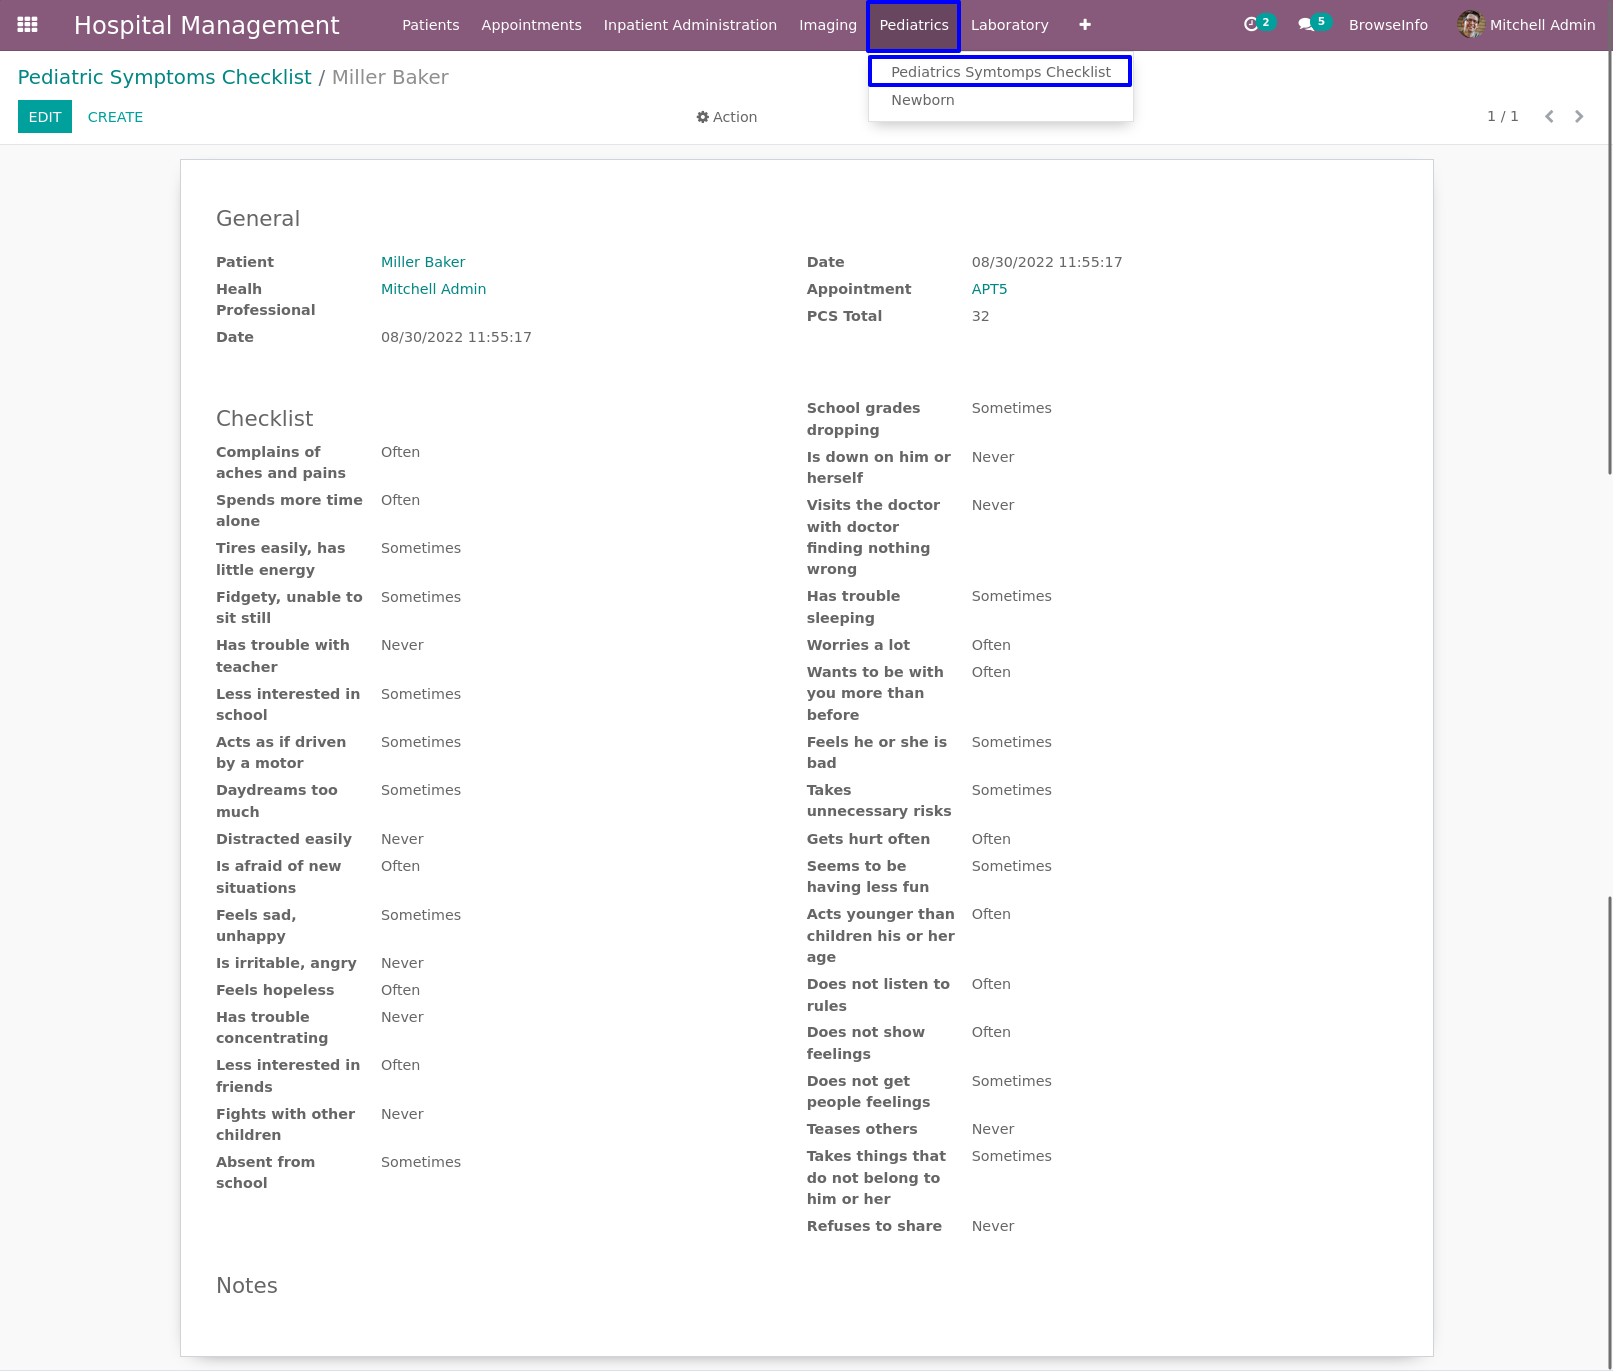 Hospital Management Patients Appointments Inpatient Administration Imaging Pediatrics Laboratory 2 5 BrowseInfo Mitchell Admin
Pediatrics Symtomps Checklist
Newborn
Pediatric Symptoms Checklist / Miller Baker
EDIT CREATE Action 1 / 1
General
Patient Miller Baker
Healh
Professional Mitchell Admin
Date 08/30/2022 11:55:17
Date 08/30/2022 11:55:17
Appointment APT5
PCS Total 32
Checklist
Complains of Often
aches and pains
Spends more time Often
alone
Tires easily, has Sometimes
little energy
Fidgety, unable to Sometimes
sit still
Has trouble with Never
teacher
Less interested in Sometimes
school
Acts as if driven Sometimes
by a motor
Daydreams too Sometimes
much
Distracted easily Never
Is afraid of new Often
situations
Feels sad, Sometimes
unhappy
Is irritable, angry Never
Feels hopeless Often
Has trouble Never
concentrating
Less interested in Often
friends
Fights with other Never
children
Absent from Sometimes
school
School grades Sometimes
dropping
Is down on him or Never
herself
Visits the doctor Never
with doctor
finding nothing
wrong
Has trouble Sometimes
sleeping
Worries a lot Often
Wants to be with Often
you more than
before
Feels he or she is Sometimes
bad
Takes Sometimes
unnecessary risks
Gets hurt often Often
Seems to be Sometimes
having less fun
Acts younger than Often
children his or her
age
Does not listen to Often
rules
Does not show Often
feelings
Does not get Sometimes
people feelings
Teases others Never
Takes things that Sometimes
do not belong to
him or her
Refuses to share Never
Notes